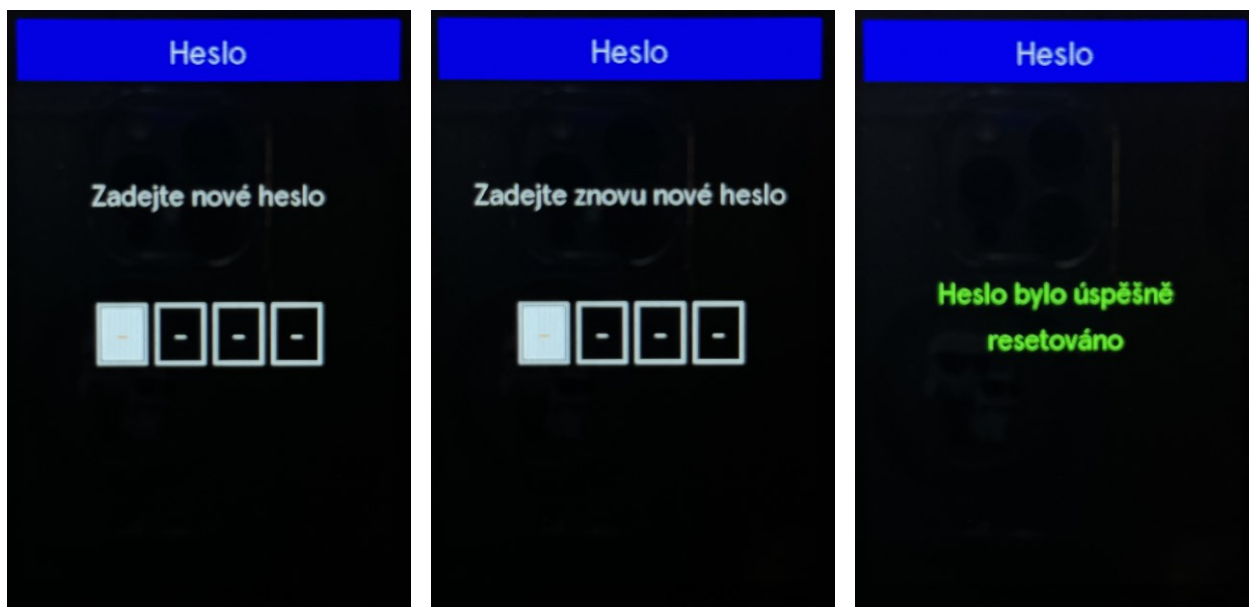 Heslo
Zadejte nové heslo
- - - -
Heslo
Zadejte znovu nové heslo
- - - -
Heslo
Heslo bylo úspěšně
resetováno